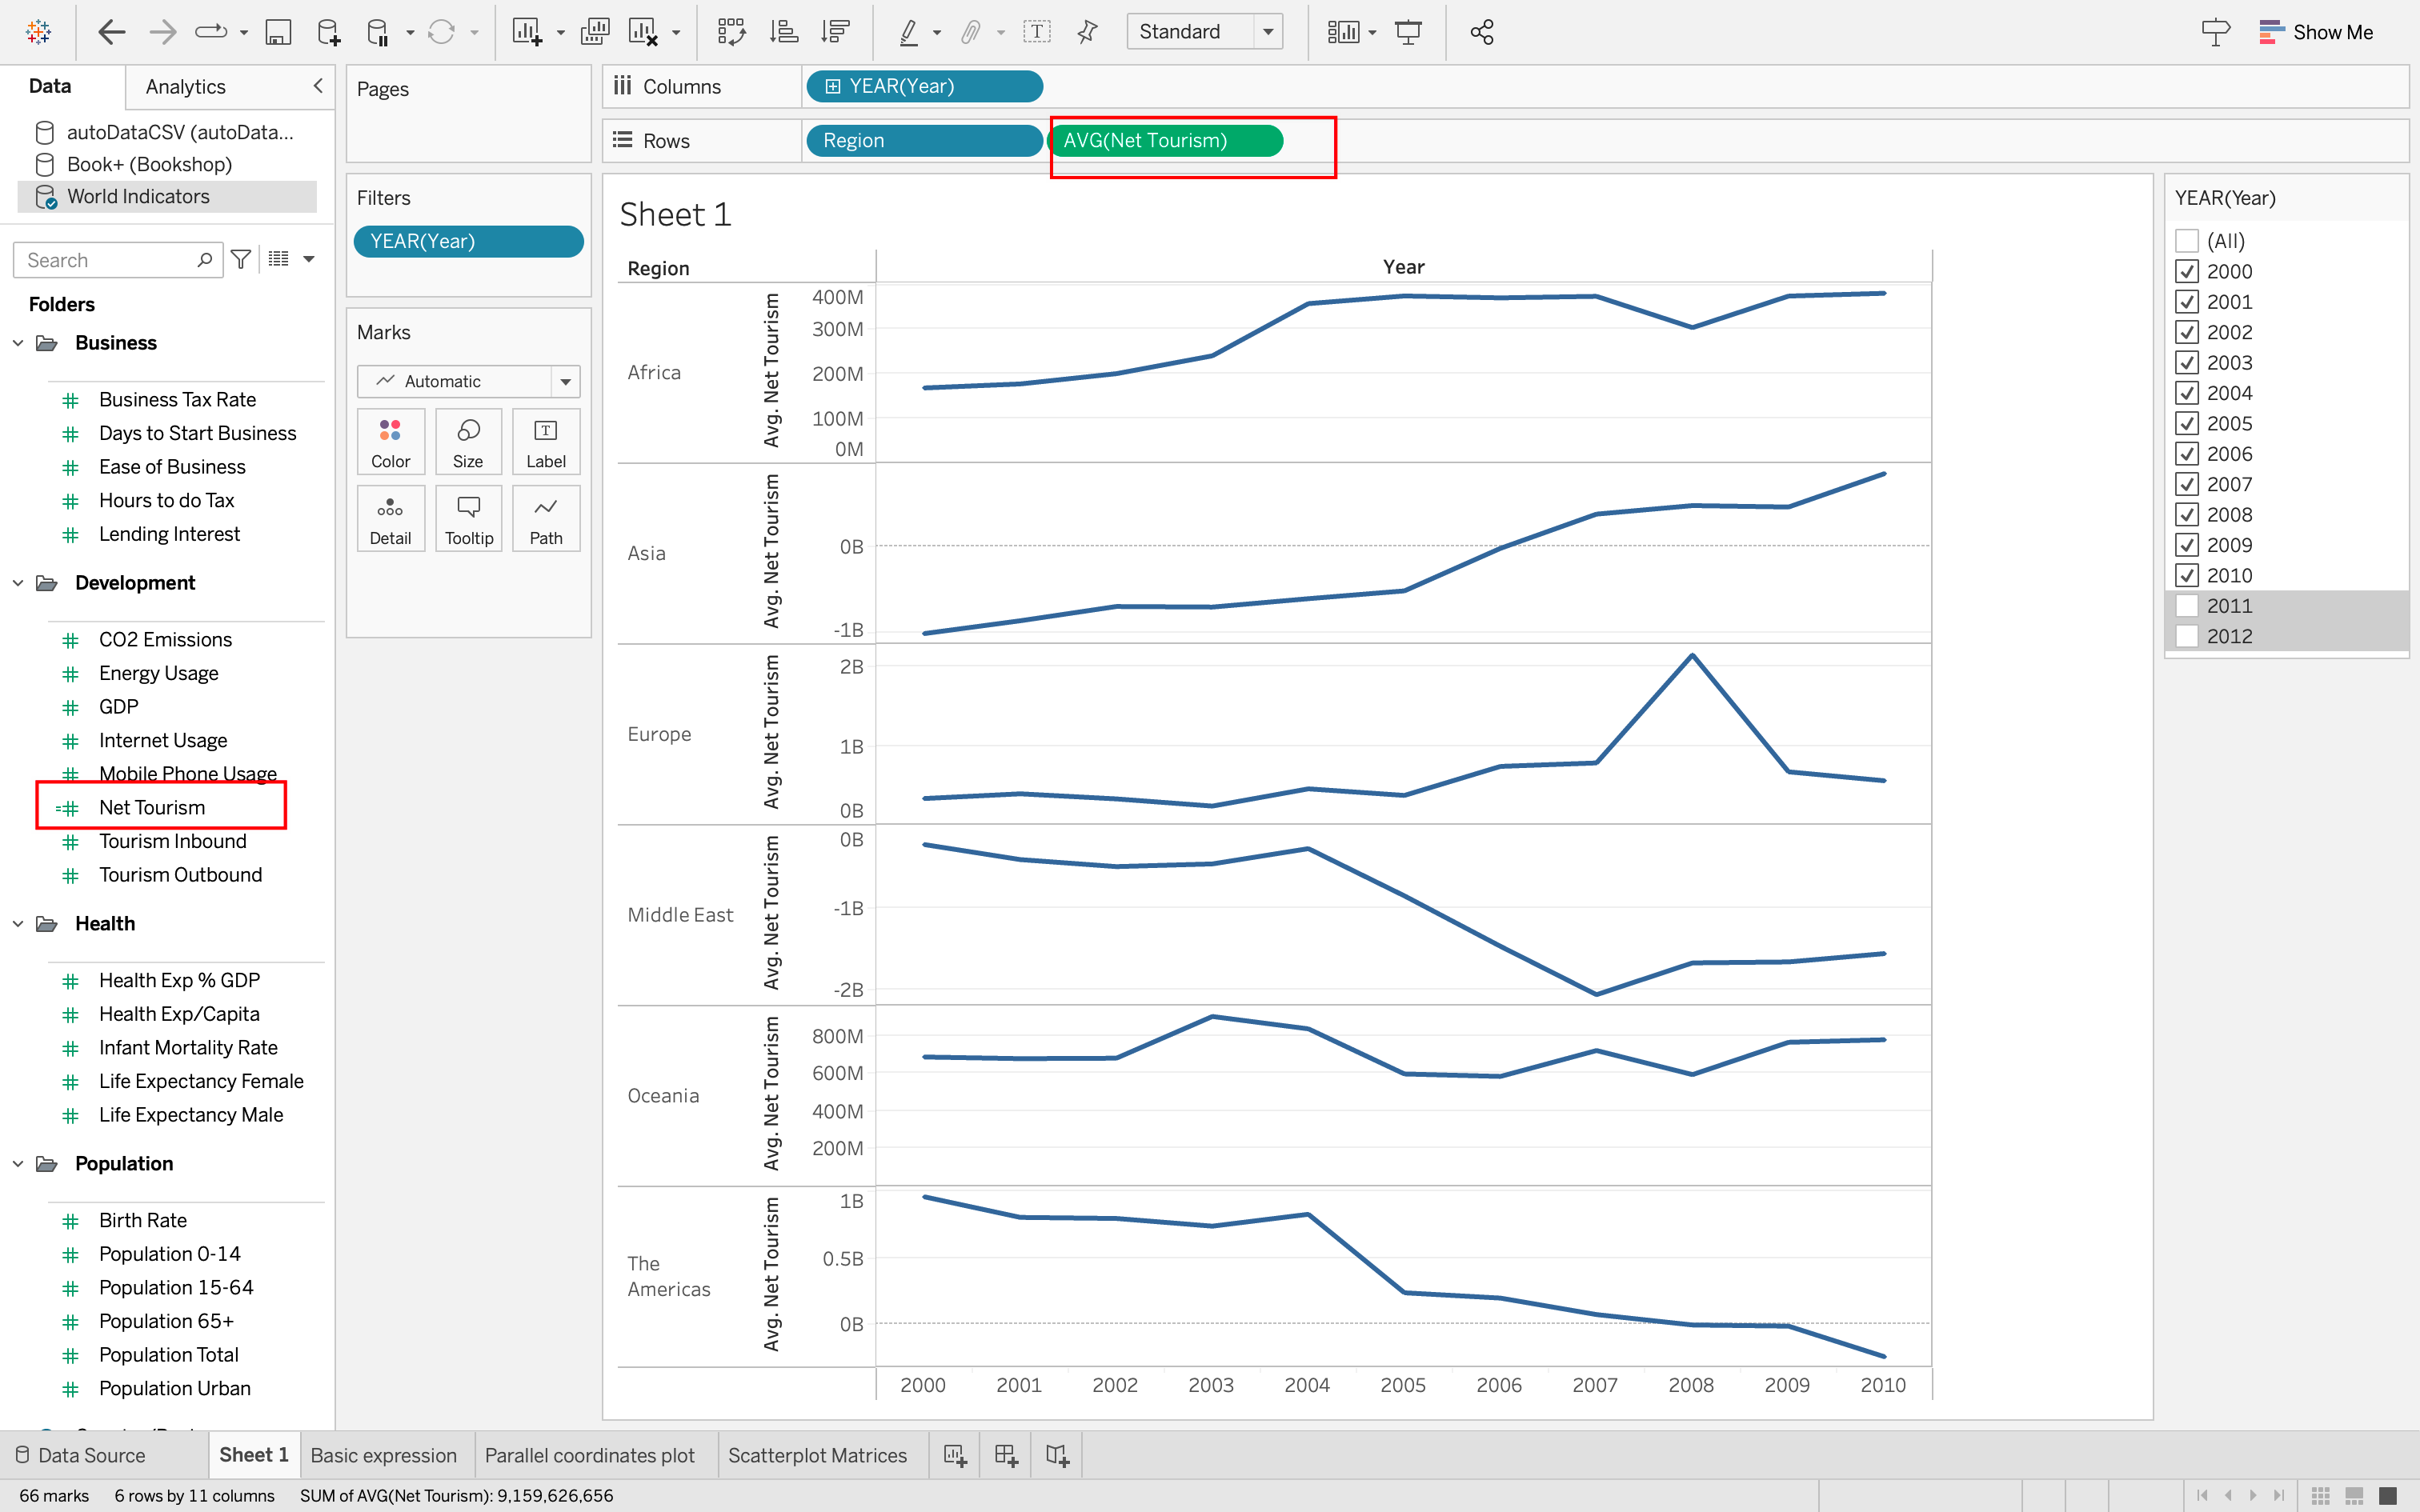 Standard
Show Me
Data
Analytics
autoDataCSV (autoData...
Book+ (Bookshop)
World Indicators
Search
Folders
Business
Business Tax Rate
Days to Start Business
Ease of Business
Hours to do Tax
Lending Interest
Development
CO2 Emissions
Energy Usage
GDP
Internet Usage
Mobile Phone Usage
Net Tourism
Tourism Inbound
Tourism Outbound
Health
Health Exp % GDP
Health Exp/Capita
Infant Mortality Rate
Life Expectancy Female
Life Expectancy Male
Population
Birth Rate
Population 0-14
Population 15-64
Population 65+
Population Total
Population Urban
Pages
Filters
YEAR(Year)
Marks
Automatic
Color
Size
Label
Detail
Tooltip
Path
Columns
YEAR(Year)
Rows
Region
AVG(Net Tourism)
Sheet 1
Region
Year
Africa
Avg. Net Tourism
400M
300M
200M
100M
0M
Asia
Avg. Net Tourism
0B
-1B
Europe
Avg. Net Tourism
2B
1B
0B
Middle East
Avg. Net Tourism
0B
-1B
-2B
Oceania
Avg. Net Tourism
800M
600M
400M
200M
The
Americas
Avg. Net Tourism
1B
0.5B
0B
2000 2001 2002 2003 2004 2005 2006 2007 2008 2009 2010
YEAR(Year)
(All)
2000
2001
2002
2003
2004
2005
2006
2007
2008
2009
2010
2011
2012
Data Source
Sheet 1
Basic expression
Parallel coordinates plot
Scatterplot Matrices
66 marks
6 rows by 11 columns
SUM of AVG(Net Tourism): 9,159,626,656